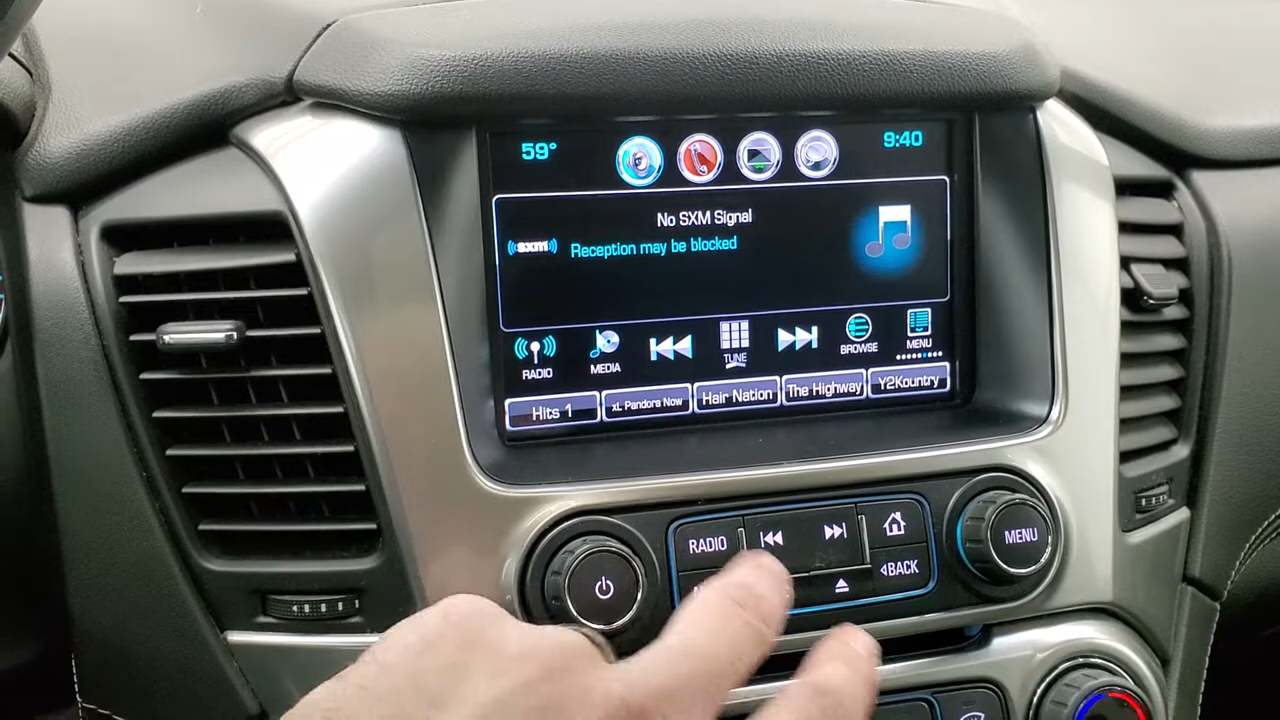 59°
9:40
No SXM Signal
((sxm))
Reception may be blocked
RADIO
MEDIA
TUNE
BROWSE
MENU
Hits 1
xL Pandora Now
Hair Nation
The Highway
Y2Kountry
RADIO
MENU
BACK